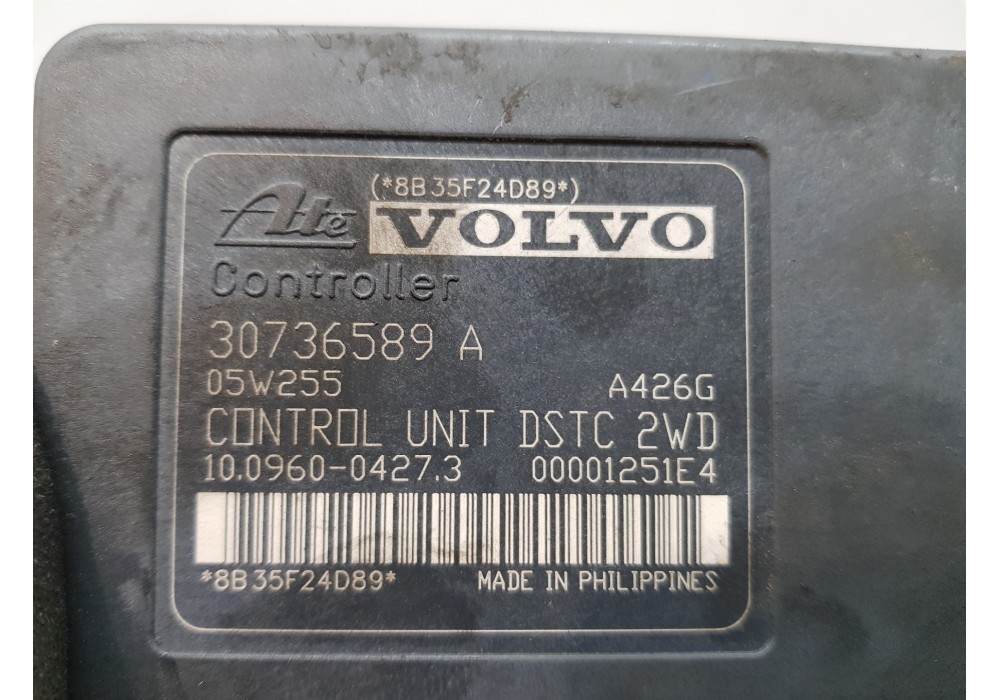 (*8B35F24D89*)
Ate VOLVO
Controller
30736589 A
05W255 A426G
CONTROL UNIT DSTC 2WD
10.0960-0427.3 00001251E4
*8B35F24D89* MADE IN PHILIPPINES